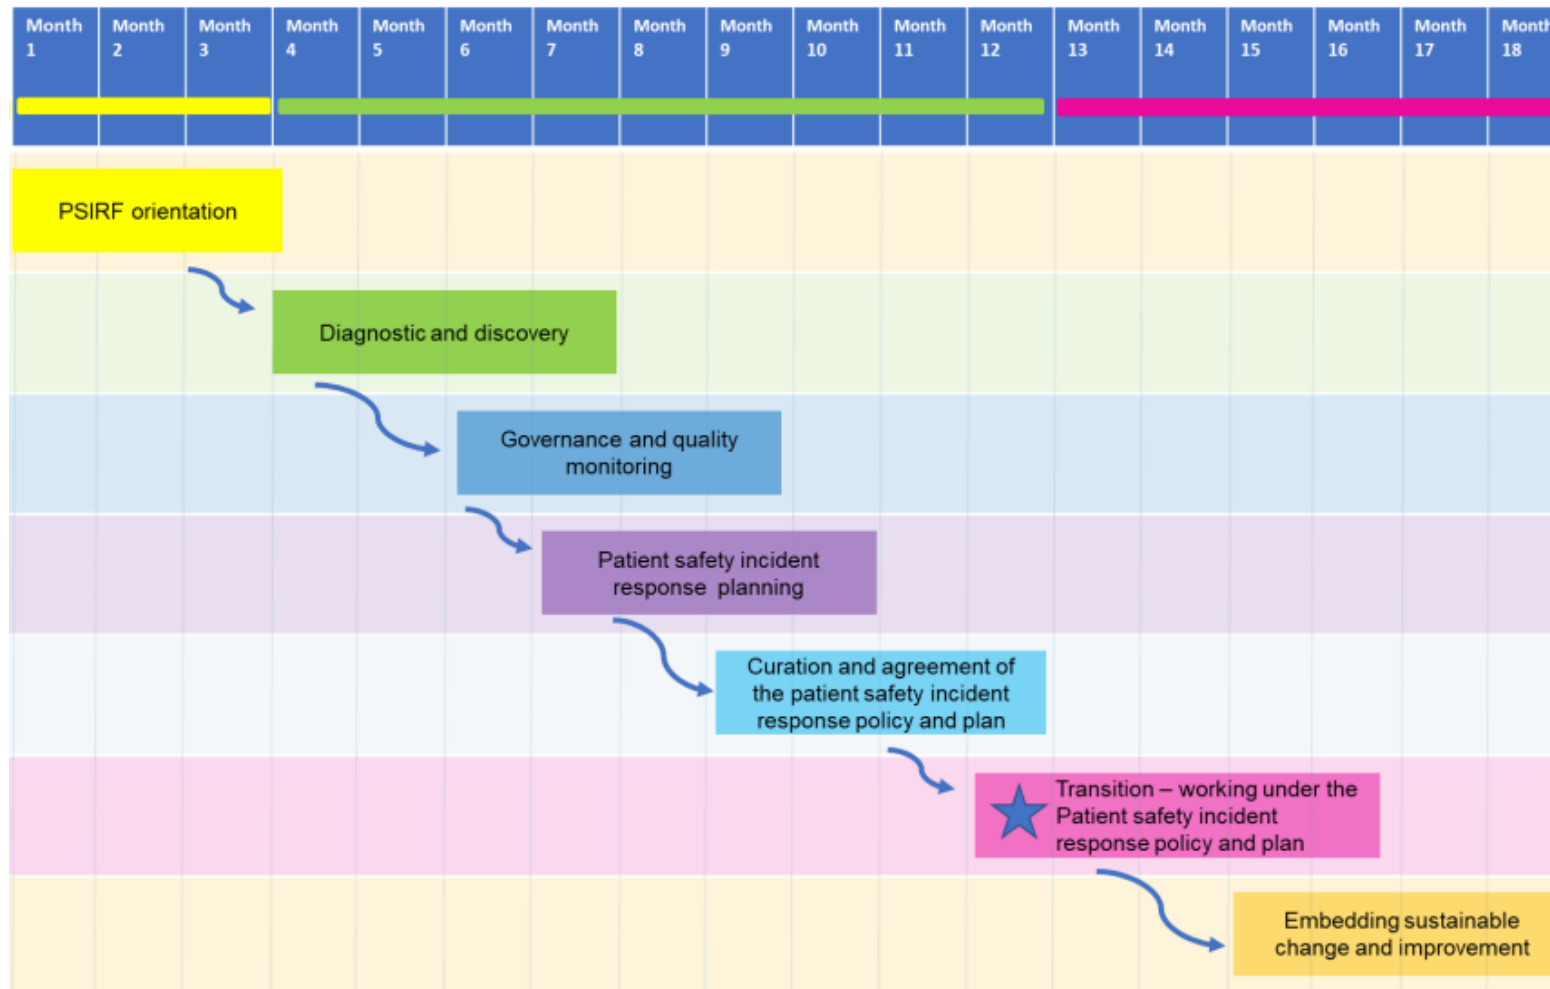 Month Month Month Month Month Month Month Month Month Month Month Month Month Month Month Month Month Month
1 2 3 4 5 6 7 8 9 10 11 12 13 14 15 16 17 18
PSIRF orientation
Diagnostic and discovery
Governance and quality
monitoring
Patient safety incident
response planning
Curation and agreement of
the patient safety incident
response policy and plan
Transition – working under the
Patient safety incident
response policy and plan
Embedding sustainable
change and improvement